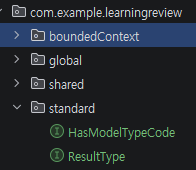 com.example.learningreview
boundedContext
global
shared
standard
HasModelTypeCode
ResultType